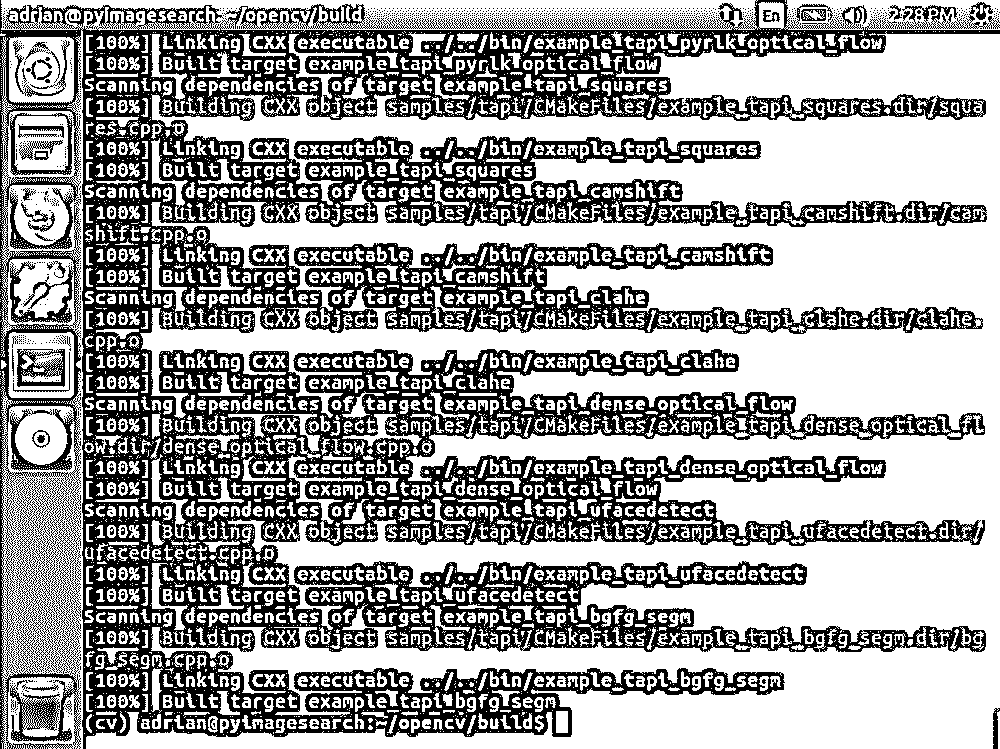 adrian@pyimagesearch: ~/opencv/build En 2:28 PM
[100%] Linking CXX executable ../../bin/example_tapi_pyrlk_optical_flow
[100%] Built target example_tapi_pyrlk_optical_flow
Scanning dependencies of target example_tapi_squares
[100%] Building CXX object samples/tapi/CMakeFiles/example_tapi_squares.dir/squa
res.cpp.o
[100%] Linking CXX executable ../../bin/example_tapi_squares
[100%] Built target example_tapi_squares
Scanning dependencies of target example_tapi_camshift
[100%] Building CXX object samples/tapi/CMakeFiles/example_tapi_camshift.dir/cam
shift.cpp.o
[100%] Linking CXX executable ../../bin/example_tapi_camshift
[100%] Built target example_tapi_camshift
Scanning dependencies of target example_tapi_clahe
[100%] Building CXX object samples/tapi/CMakeFiles/example_tapi_clahe.dir/clahe.
cpp.o
[100%] Linking CXX executable ../../bin/example_tapi_clahe
[100%] Built target example_tapi_clahe
Scanning dependencies of target example_tapi_dense_optical_flow
[100%] Building CXX object samples/tapi/CMakeFiles/example_tapi_dense_optical_fl
ow.dir/dense_optical_flow.cpp.o
[100%] Linking CXX executable ../../bin/example_tapi_dense_optical_flow
[100%] Built target example_tapi_dense_optical_flow
Scanning dependencies of target example_tapi_ufacedetect
[100%] Building CXX object samples/tapi/CMakeFiles/example_tapi_ufacedetect.dir/
ufacedetect.cpp.o
[100%] Linking CXX executable ../../bin/example_tapi_ufacedetect
[100%] Built target example_tapi_ufacedetect
Scanning dependencies of target example_tapi_bgfg_segm
[100%] Building CXX object samples/tapi/CMakeFiles/example_tapi_bgfg_segm.dir/bg
fg_segm.cpp.o
[100%] Linking CXX executable ../../bin/example_tapi_bgfg_segm
[100%] Built target example_tapi_bgfg_segm
(cv) adrian@pyimagesearch:~/opencv/build$